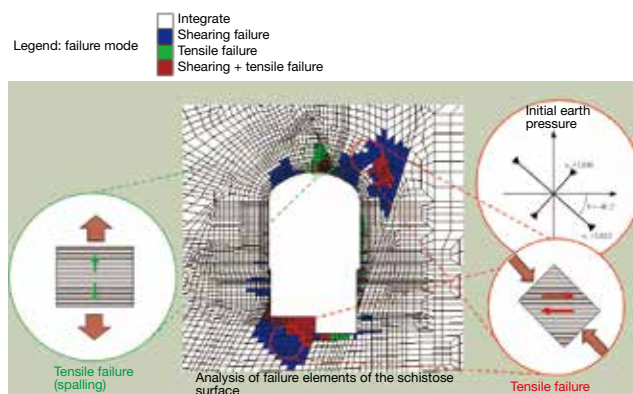 Legend: failure mode
Integrate
Shearing failure
Tensile failure
Shearing + tensile failure
Initial earth
pressure
Tensile failure
(spalling)
Analysis of failure elements of the schistose
surface
Tensile failure